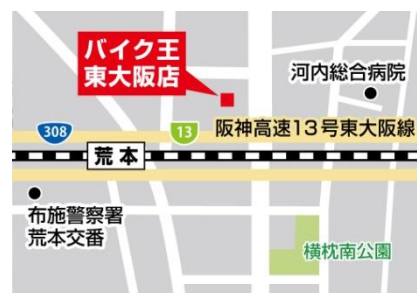 バイク王
東大阪店
河内総合病院
308
13
阪神高速13号東大阪線
荒本
布施警察署
荒本交番
横枕南公園